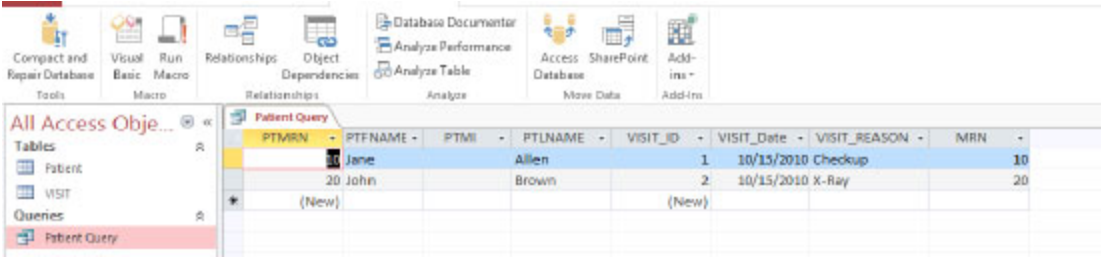 Compact and Repair Database
Visual Basic
Run Macro
Relationships
Object Dependencies
Database Documenter
Analyze Performance
Analyze Table
Access Database
SharePoint
Add-ins
Tools
Macro
Relationships
Analyze
Move Data
Add-Ins
All Access Obje... «
Tables
Patient
VISIT
Queries
Patient Query
Patient Query
PTMRN PTFNAME PTMI PTLNAME VISIT_ID VISIT_Date VISIT_REASON MRN
10 Jane Allen 1 10/15/2010 Checkup 10
20 John Brown 2 10/15/2010 X-Ray 20
* (New) (New)